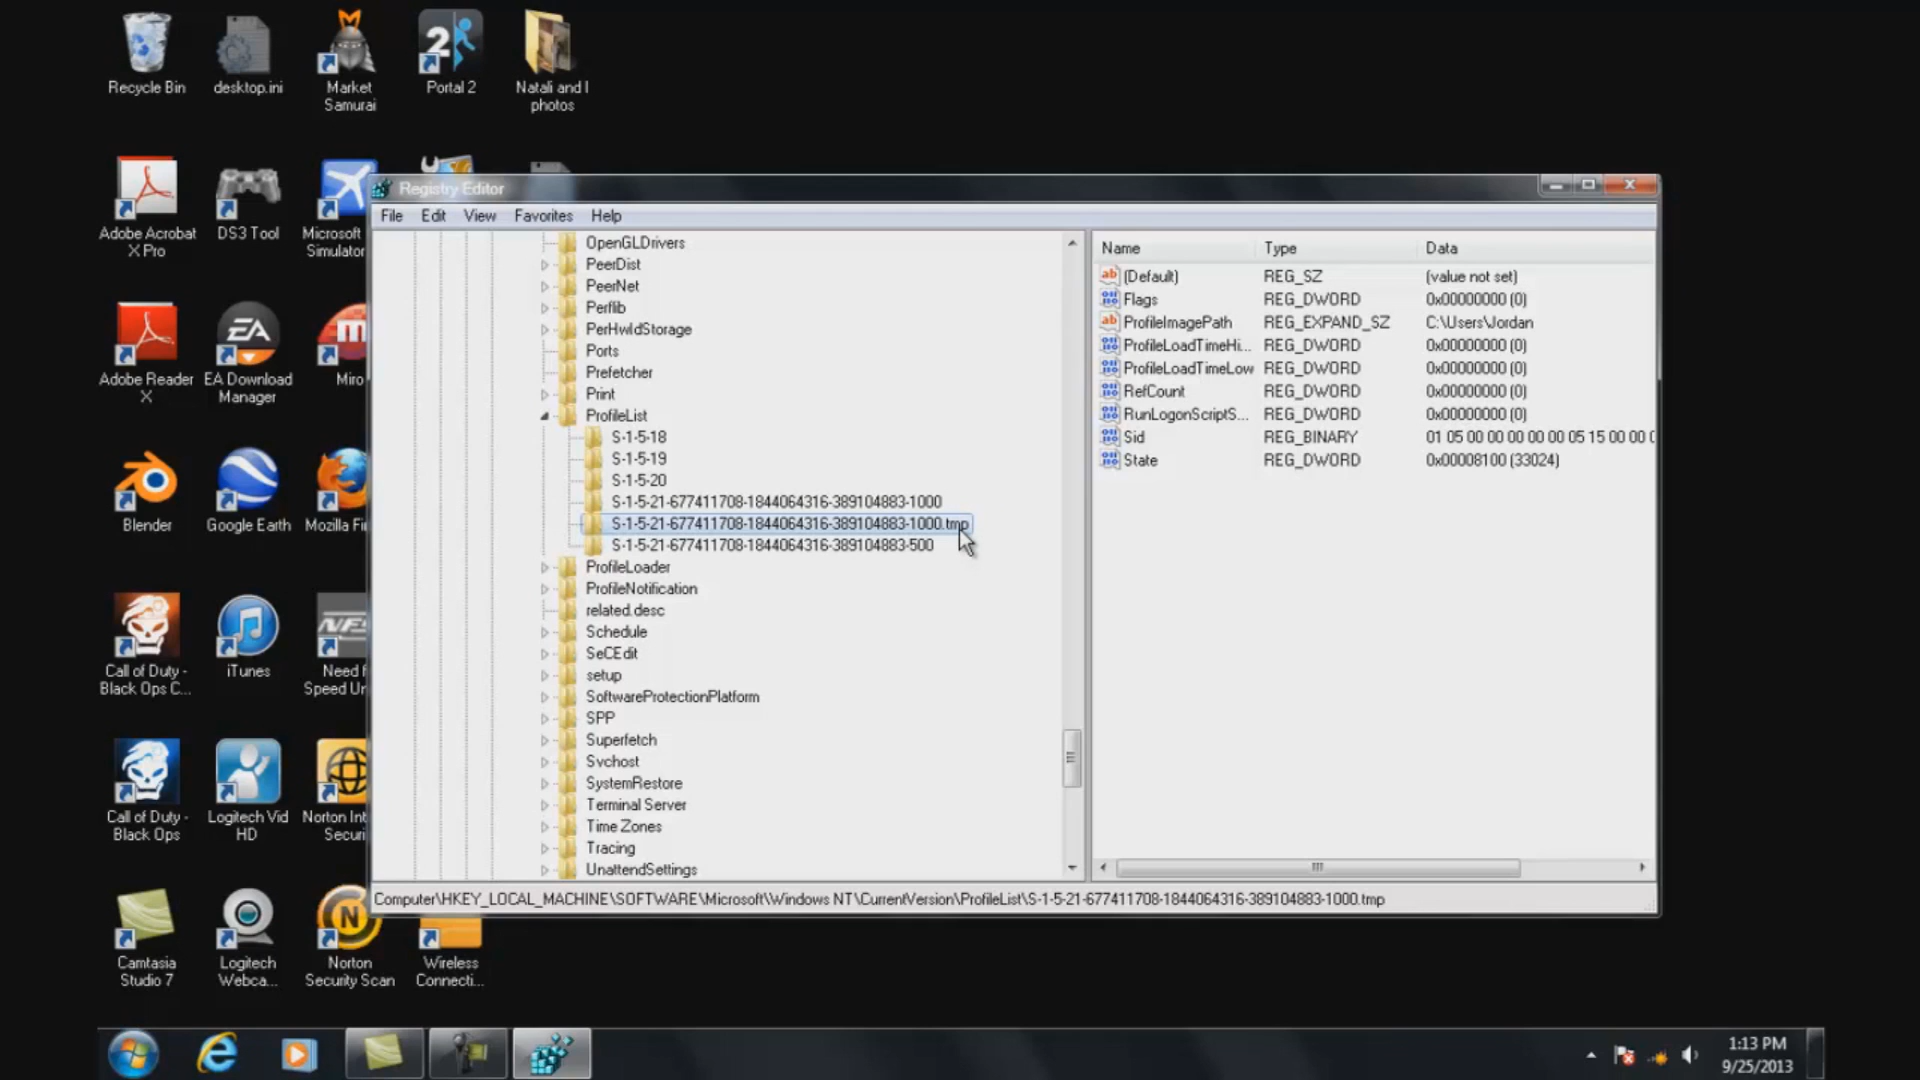 Recycle Bin
desktop.ini
Market
Samurai
Portal 2
Natali and I
photos
Adobe Acrobat
X Pro
DS3 Tool
Microsoft
Simulator
Adobe Reader
X
EA Download
Manager
Miro
Blender
Google Earth
Mozilla Fi
Call of Duty -
Black Ops C...
iTunes
Need f
Speed Un
Call of Duty -
Black Ops
Logitech Vid
HD
Norton Int
Securi
Camtasia
Studio 7
Logitech
Webca...
Norton
Security Scan
Wireless
Connecti...
Registry Editor
File Edit View Favorites Help
OpenGLDrivers
PeerDist
PeerNet
Perflib
PerHwIdStorage
Ports
Prefetcher
Print
ProfileList
S-1-5-18
S-1-5-19
S-1-5-20
S-1-5-21-677411708-1844064316-389104883-1000
S-1-5-21-677411708-1844064316-389104883-1000.tmp
S-1-5-21-677411708-1844064316-389104883-500
ProfileLoader
ProfileNotification
related.desc
Schedule
SeCEdit
setup
SoftwareProtectionPlatform
SPP
Superfetch
Svchost
SystemRestore
Terminal Server
Time Zones
Tracing
UnattendSettings
Name Type Data
(Default) REG_SZ (value not set)
Flags REG_DWORD 0x00000000 (0)
ProfileImagePath REG_EXPAND_SZ C:\Users\Jordan
ProfileLoadTimeHi... REG_DWORD 0x00000000 (0)
ProfileLoadTimeLow REG_DWORD 0x00000000 (0)
RefCount REG_DWORD 0x00000000 (0)
RunLogonScriptS... REG_DWORD 0x00000000 (0)
Sid REG_BINARY 01 05 00 00 00 00 00 05 15 00 00 0
State REG_DWORD 0x00008100 (33024)
Computer\HKEY_LOCAL_MACHINE\SOFTWARE\Microsoft\Windows NT\CurrentVersion\ProfileList\S-1-5-21-677411708-1844064316-389104883-1000.tmp
1:13 PM
9/25/2013